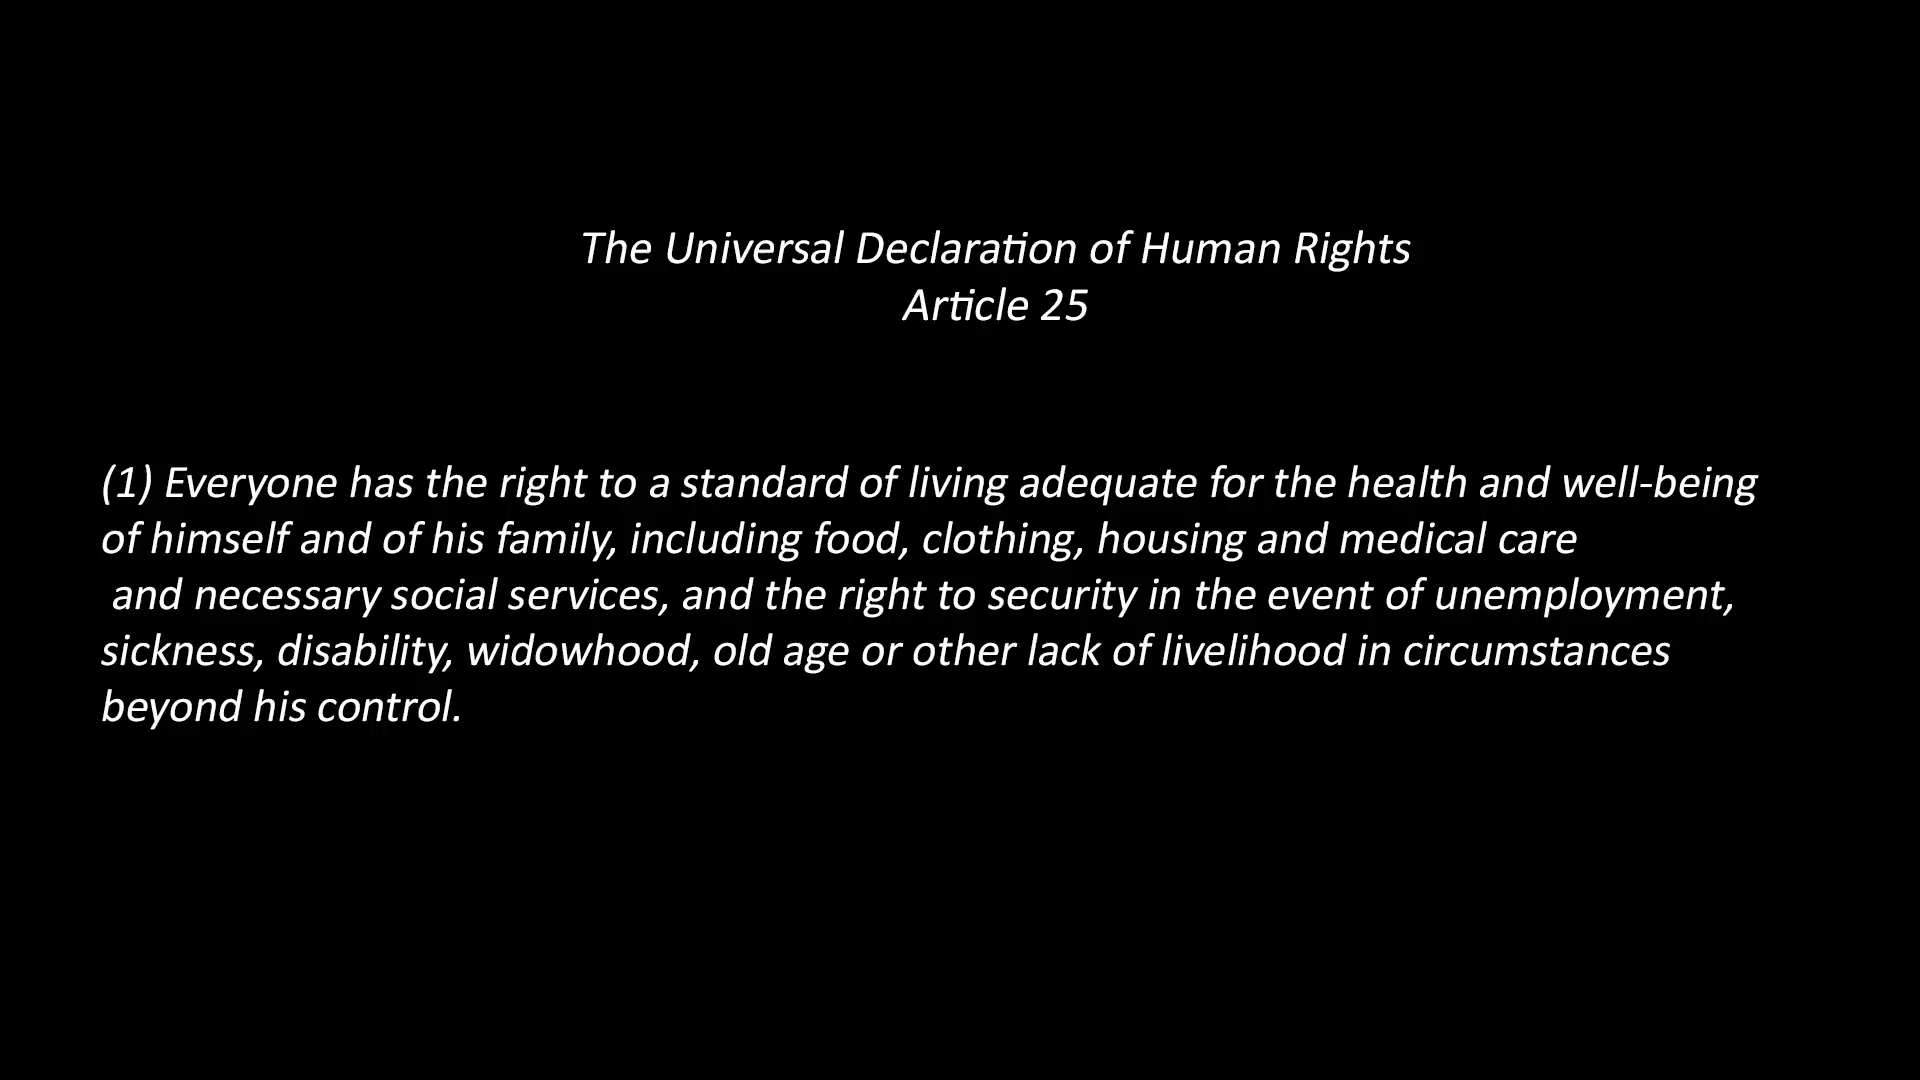 The Universal Declaration of Human Rights
Article 25
(1) Everyone has the right to a standard of living adequate for the health and well-being
of himself and of his family, including food, clothing, housing and medical care
and necessary social services, and the right to security in the event of unemployment,
sickness, disability, widowhood, old age or other lack of livelihood in circumstances
beyond his control.